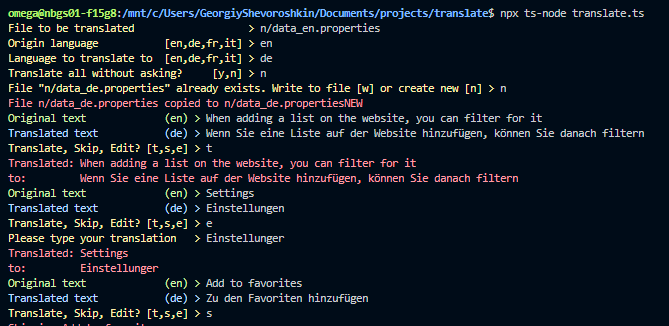 omega@nbgs01-f15g8:/mnt/c/Users/GeorgiyShevoroshkin/Documents/projects/translate$ npx ts-node translate.ts
File to be translated > n/data_en.properties
Origin language [en,de,fr,it] > en
Language to translate to [en,de,fr,it] > de
Translate all without asking? [y,n] > n
File "n/data_de.properties" already exists. Write to file [w] or create new [n] > n
File n/data_de.properties copied to n/data_de.propertiesNEW
Original text (en) > When adding a list on the website, you can filter for it
Translated text (de) > Wenn Sie eine Liste auf der Website hinzufügen, können Sie danach filtern
Translate, Skip, Edit? [t,s,e] > t
Translated: When adding a list on the website, you can filter for it
to: Wenn Sie eine Liste auf der Website hinzufügen, können Sie danach filtern
Original text (en) > Settings
Translated text (de) > Einstellungen
Translate, Skip, Edit? [t,s,e] > e
Please type your translation > Einstellunger
Translated: Settings
to: Einstellunger
Original text (en) > Add to favorites
Translated text (de) > Zu den Favoriten hinzufügen
Translate, Skip, Edit? [t,s,e] > s